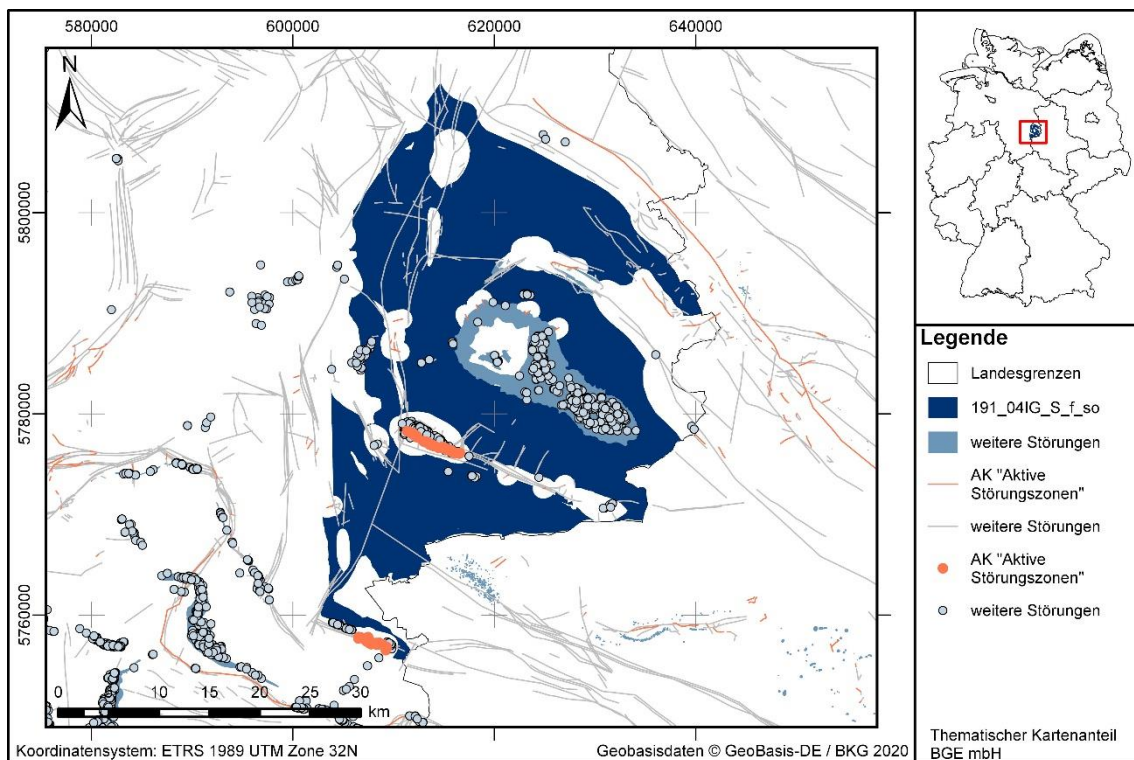 580000
600000
620000
640000
N
5800000
5780000
5760000
0
5
10
15
20
30
km
Koordinatensystem: ETRS 1989 UTM Zone 32N
Geobasisdaten © GeoBasis-DE / BKG 2020
Legende
Landesgrenzen
191_04IG_S_f_so
weitere Störungen
AK "Aktive
Störungszonen"
weitere Störungen
AK "Aktive
Störungszonen"
weitere Störungen
Thematischer Kartenanteil
BGE mbH